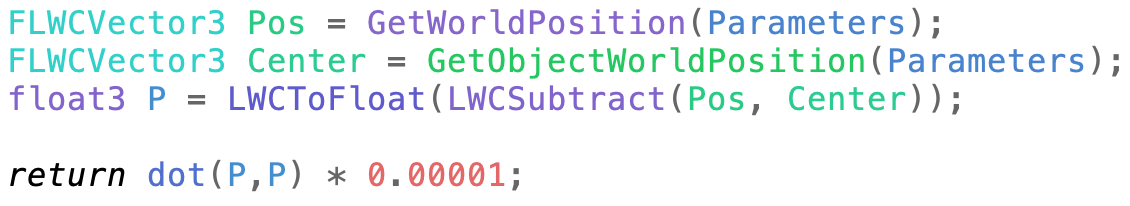 FLWCVector3 Pos = GetWorldPosition(Parameters);
FLWCVector3 Center = GetObjectWorldPosition(Parameters);
float3 P = LWCToFloat(LWCSubtract(Pos, Center));
return dot(P,P) * 0.00001;